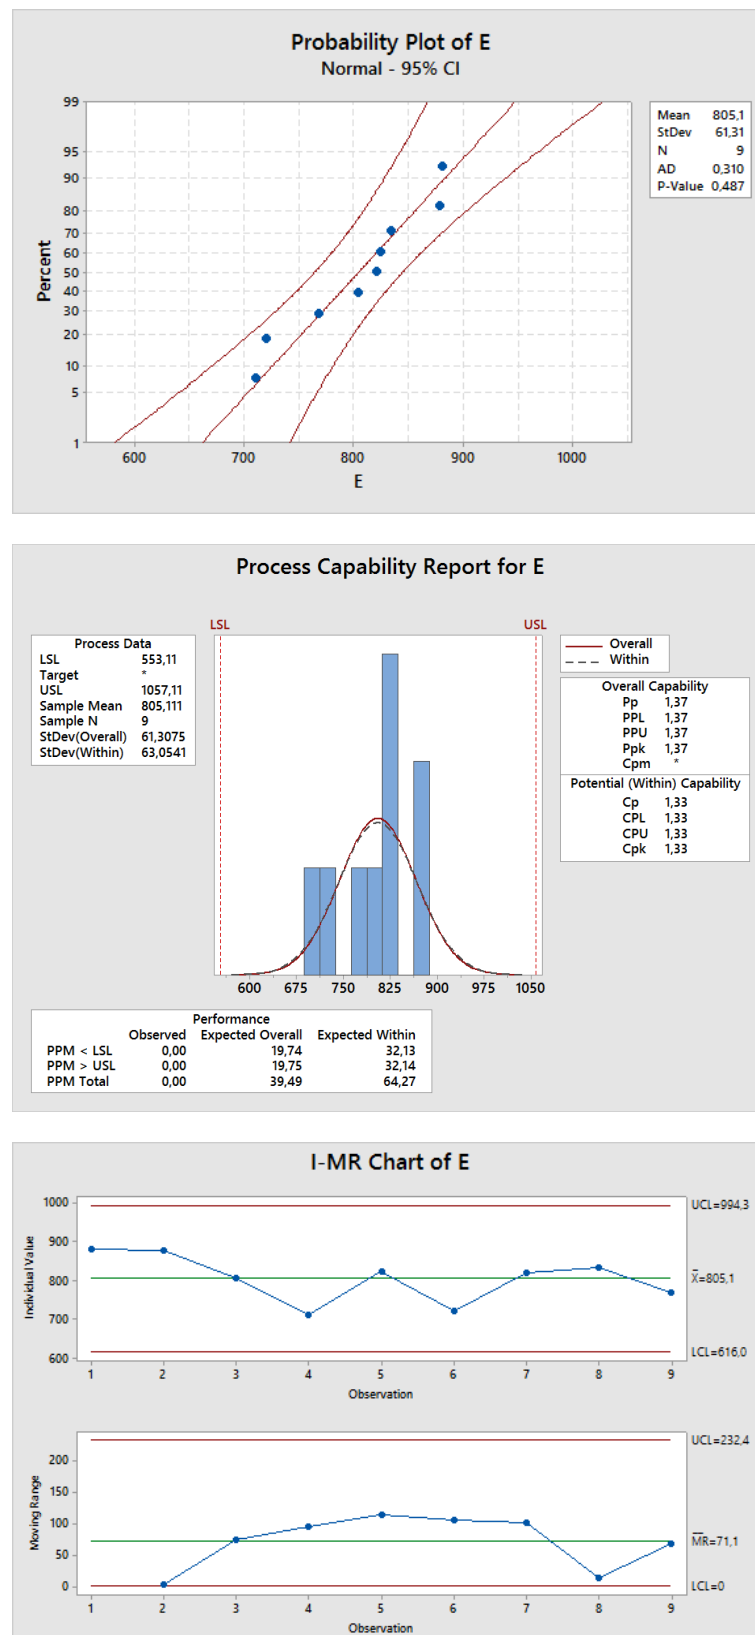 Probability Plot of E
Normal - 95% CI
99
95
90
80
70
60
50
40
30
20
10
5
1
Percent
600 700 800 900 1000
E
Mean 805,1
StDev 61,31
N 9
AD 0,310
P-Value 0,487
Process Capability Report for E
LSL USL
Process Data
LSL 553,11
Target *
USL 1057,11
Sample Mean 805,111
Sample N 9
StDev(Overall) 61,3075
StDev(Within) 63,0541
Overall
Within
Overall Capability
Pp 1,37
PPL 1,37
PPU 1,37
Ppk 1,37
Cpm *
Potential (Within) Capability
Cp 1,33
CPL 1,33
CPU 1,33
Cpk 1,33
600 675 750 825 900 975 1050
Performance
Observed Expected Overall Expected Within
PPM < LSL 0,00 19,74 32,13
PPM > USL 0,00 19,75 32,14
PPM Total 0,00 39,49 64,27
I-MR Chart of E
1000
900
800
700
600
Individual Value
UCL=994,3
X̄=805,1
LCL=616,0
1 2 3 4 5 6 7 8 9
Observation
200
150
100
50
0
Moving Range
UCL=232,4
M̅R̅=71,1
LCL=0
1 2 3 4 5 6 7 8 9
Observation